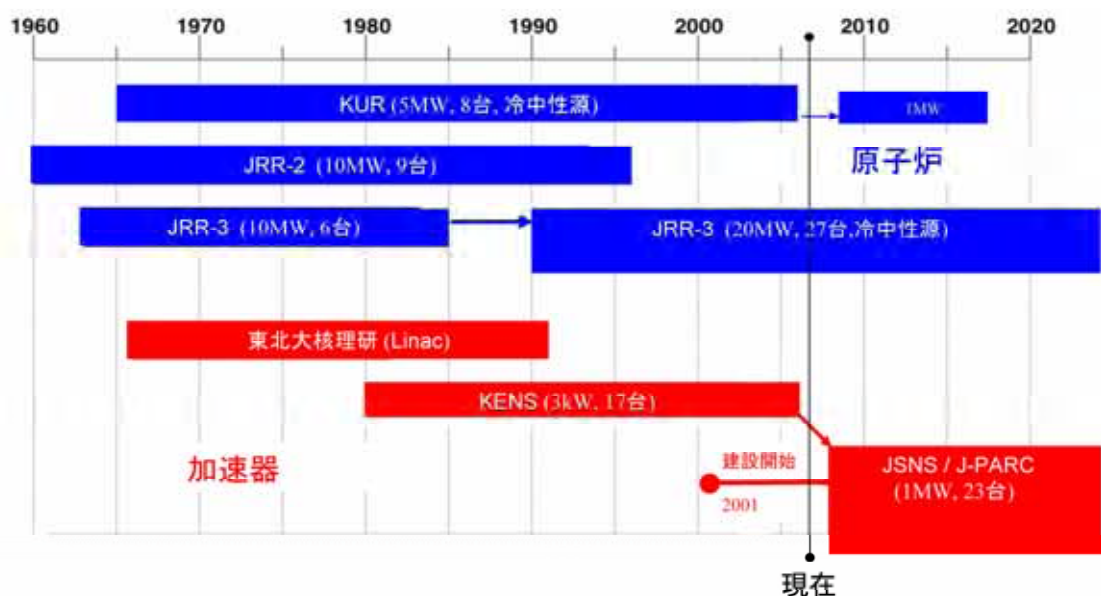 1960 1970 1980 1990 2000 2010 2020
KUR (5MW, 8台, 冷中性源)
1MW
JRR-2 (10MW, 9台)
原子炉
JRR-3 (10MW, 6台)
JRR-3 (20MW, 27台,冷中性源)
東北大核理研 (Linac)
KENS (3kW, 17台)
加速器
建設開始
2001
JSNS / J-PARC
(1MW, 23台)
現在